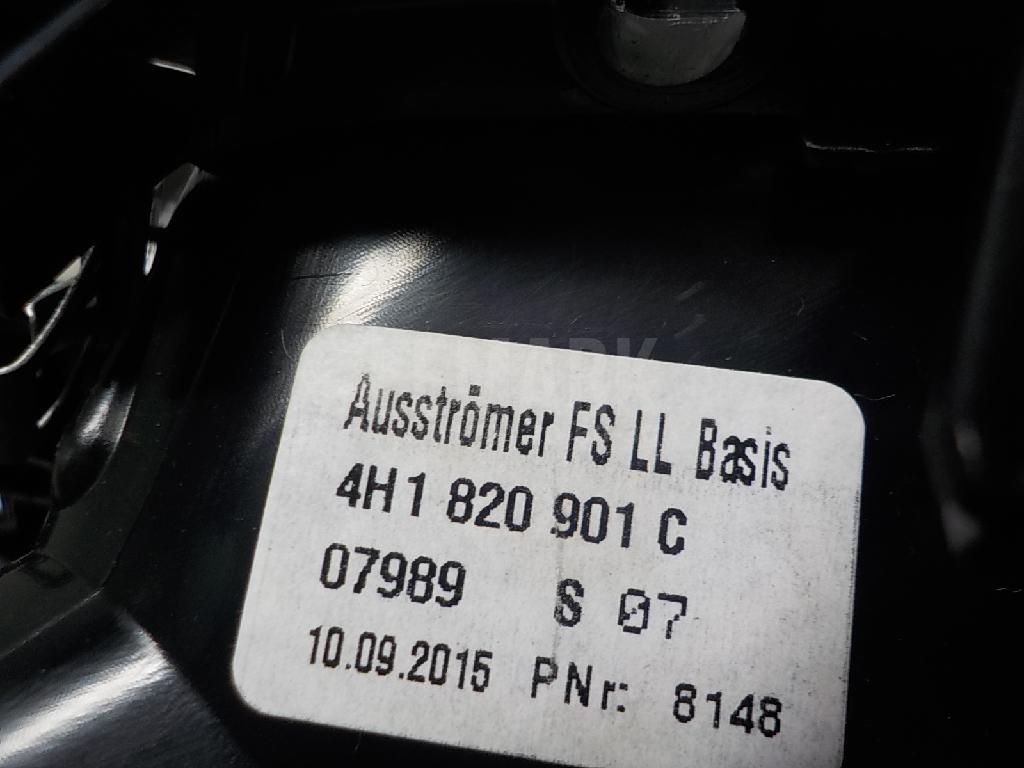 Ausströmer FS LL Basis
4H1 820 901 C
07989 S 07
10.09.2015 PNr: 8148